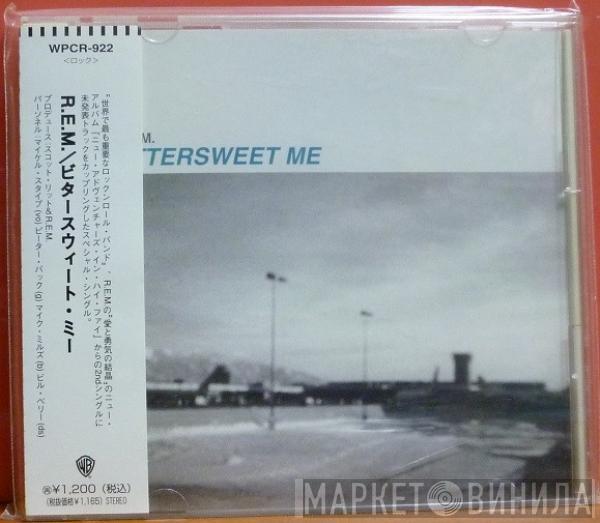 WPCR-922
<ロック>
"世界で最も重要なロックンロール・バンド"、R.E.M.の"愛と勇気の結晶"のニュー・
アルバム「ニュー・アドヴェンチャーズ・イン・ハイ・ファイ」からの2ndシングルに
未発表トラックをカップリングしたスペシャル・シングル。
R.E.M./ビタースウィート・ミー
プロデュース:スコット・リット&R.E.M.
パーソネル:マイケル・スタイプ(vo)ピーター・バック(g)マイク・ミルズ(b)ビル・ベリー(ds)
WB
¥1,200(税込)
(税抜価格¥1,165) STEREO
M.
TTERSWEET ME
МАРКЕТ ВИНИЛА